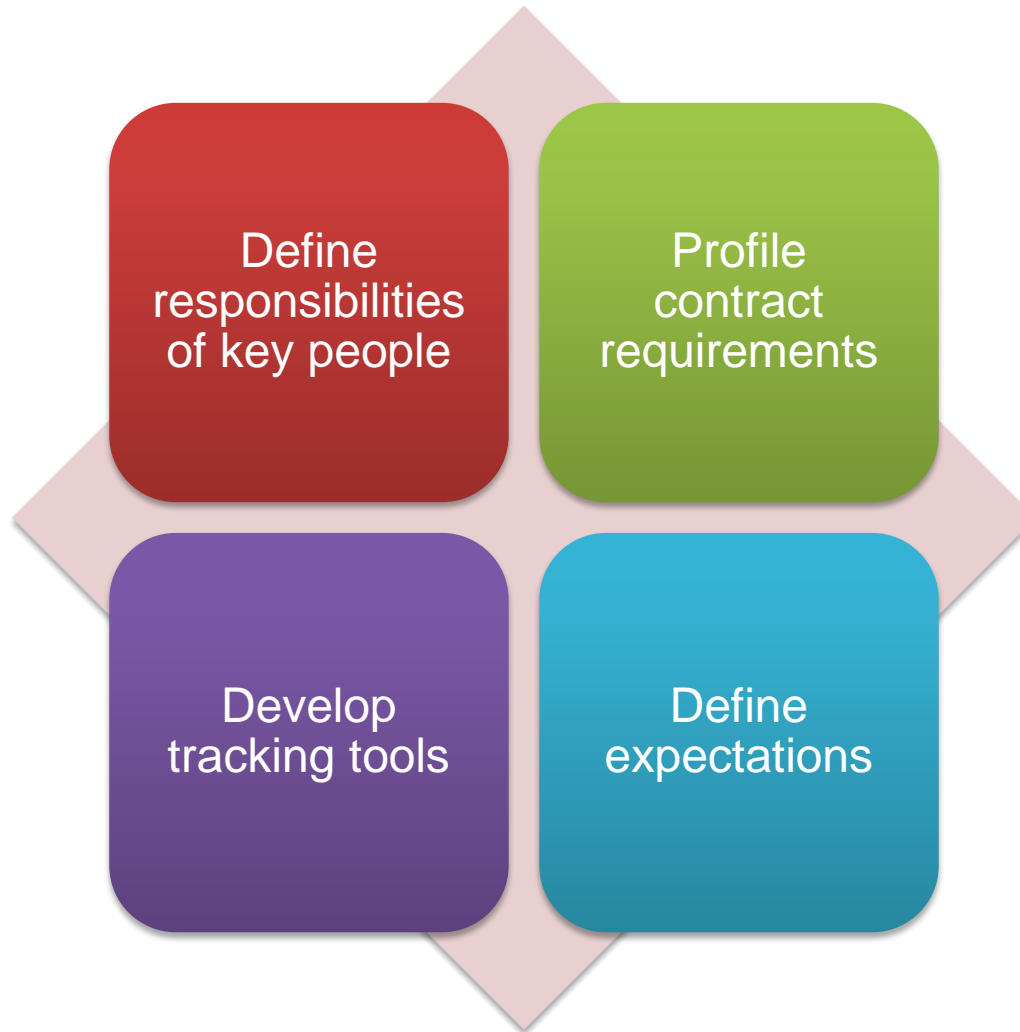 Define
responsibilities
of key people
Profile
contract
requirements
Develop
tracking tools
Define
expectations